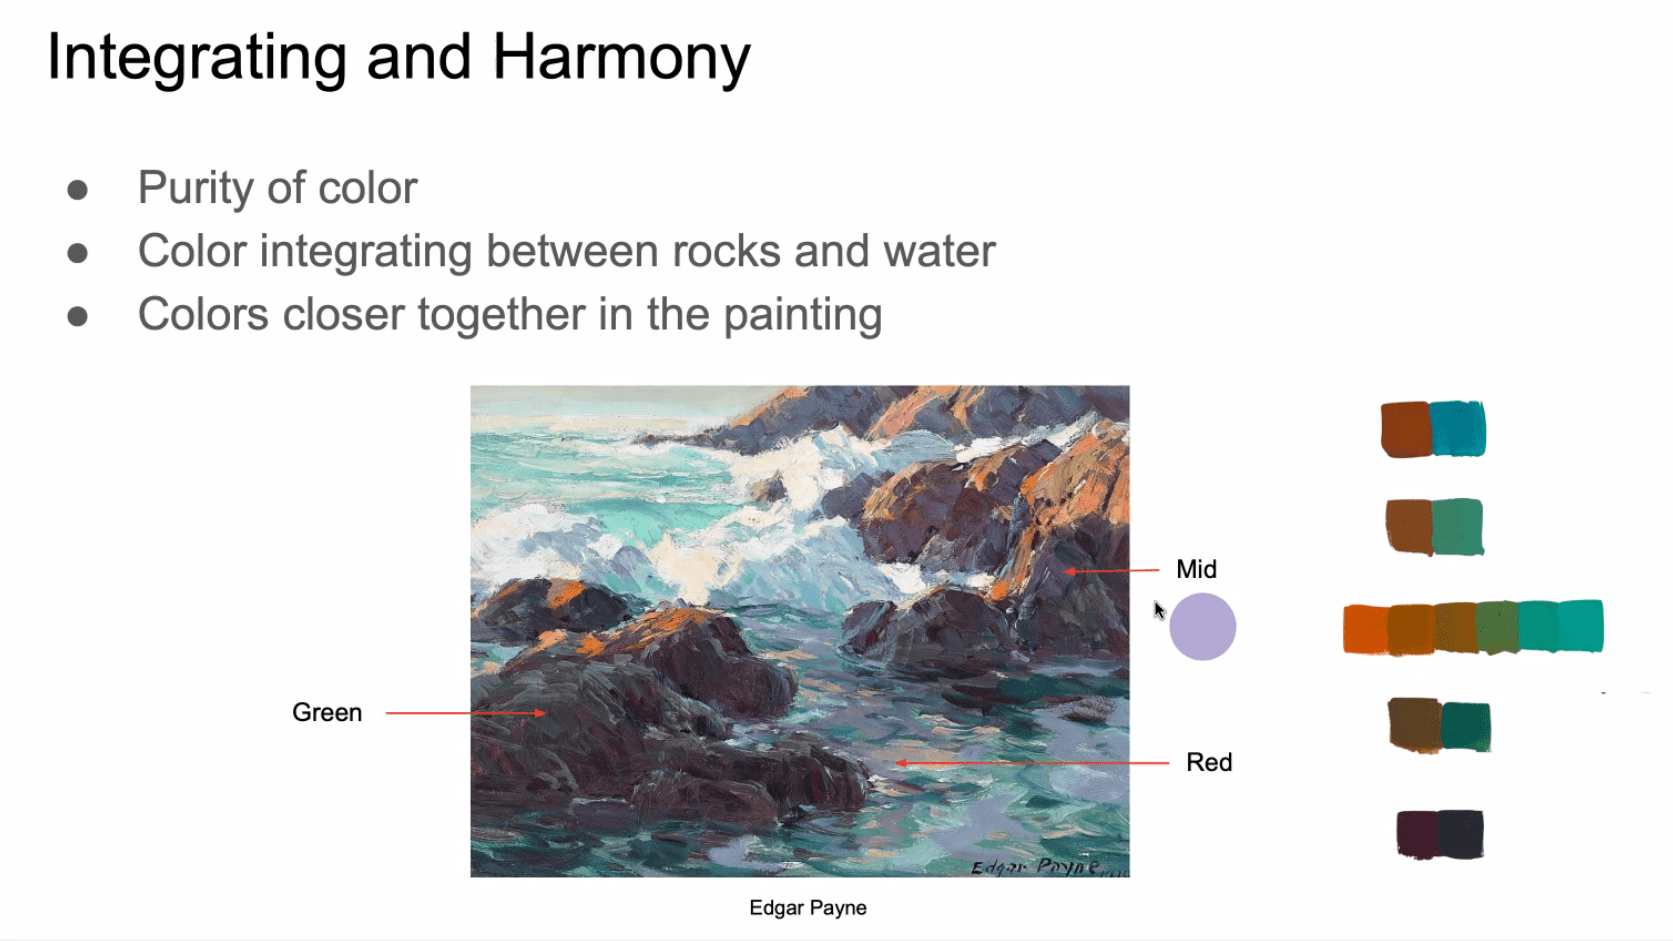 Integrating and Harmony
● Purity of color
● Color integrating between rocks and water
● Colors closer together in the painting
Mid
Green
Red
Edgar Payne
Edgar Payne